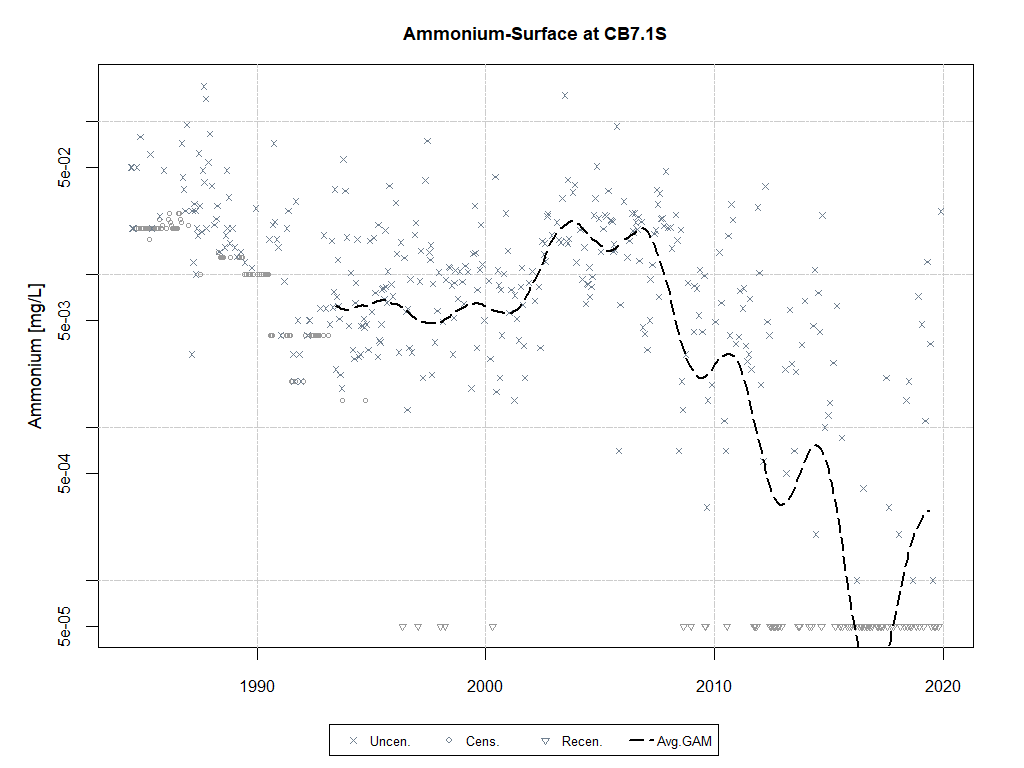 Ammonium-Surface at CB7.1S
Ammonium [mg/L]
5e-02
5e-03
5e-04
5e-05
1990 2000 2010 2020
Uncen. Cens. Recen. Avg.GAM